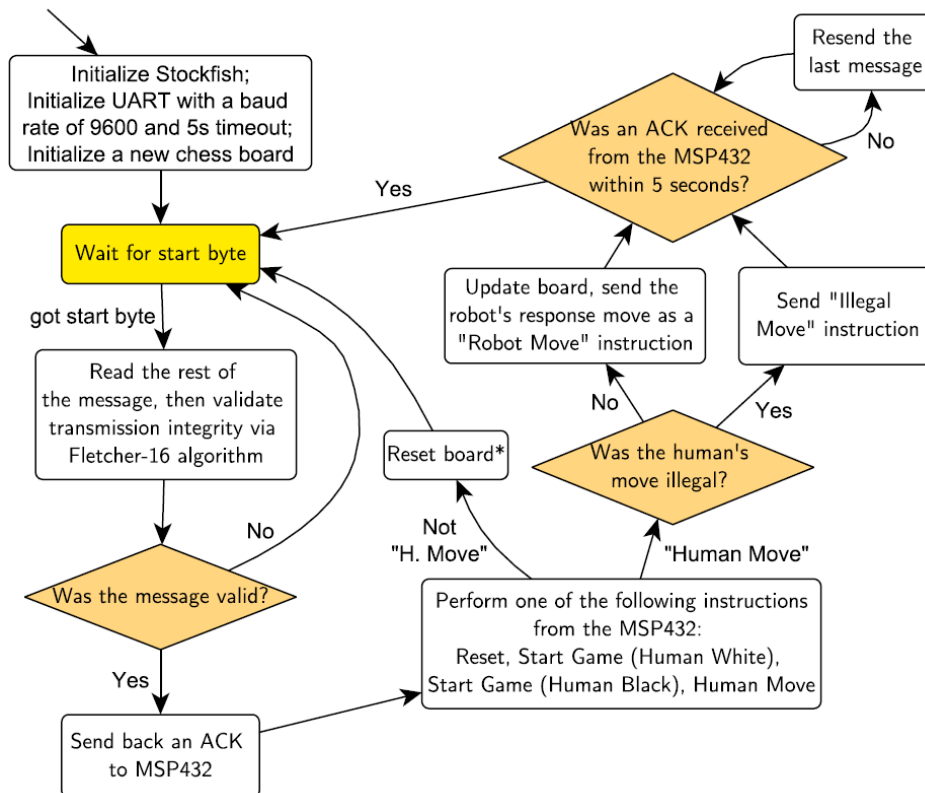 Initialize Stockfish;
Initialize UART with a baud
rate of 9600 and 5s timeout;
Initialize a new chess board
Wait for start byte
got start byte
Read the rest of
the message, then validate
transmission integrity via
Fletcher-16 algorithm
No
Was the message valid?
Yes
Send back an ACK
to MSP432
Perform one of the following instructions
from the MSP432:
Reset, Start Game (Human White),
Start Game (Human Black), Human Move
Not
"H. Move"
Reset board*
"Human Move"
Was the human's
move illegal?
No
Yes
Update board, send the
robot's response move as a
"Robot Move" instruction
Send "Illegal
Move" instruction
Was an ACK received
from the MSP432
within 5 seconds?
Yes
No
Resend the
last message